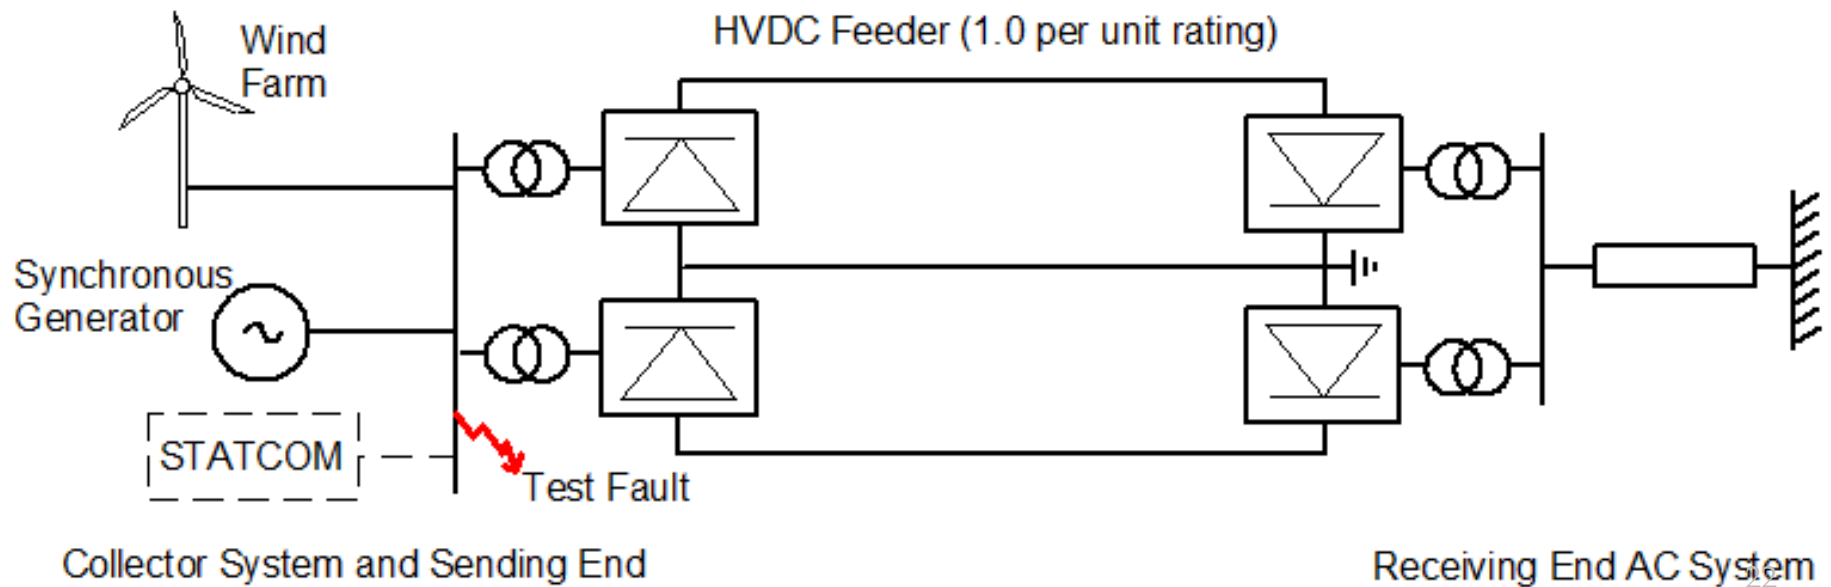 Wind
Farm
HVDC Feeder (1.0 per unit rating)
Synchronous
Generator
STATCOM
Test Fault
Collector System and Sending End
Receiving End AC System
22